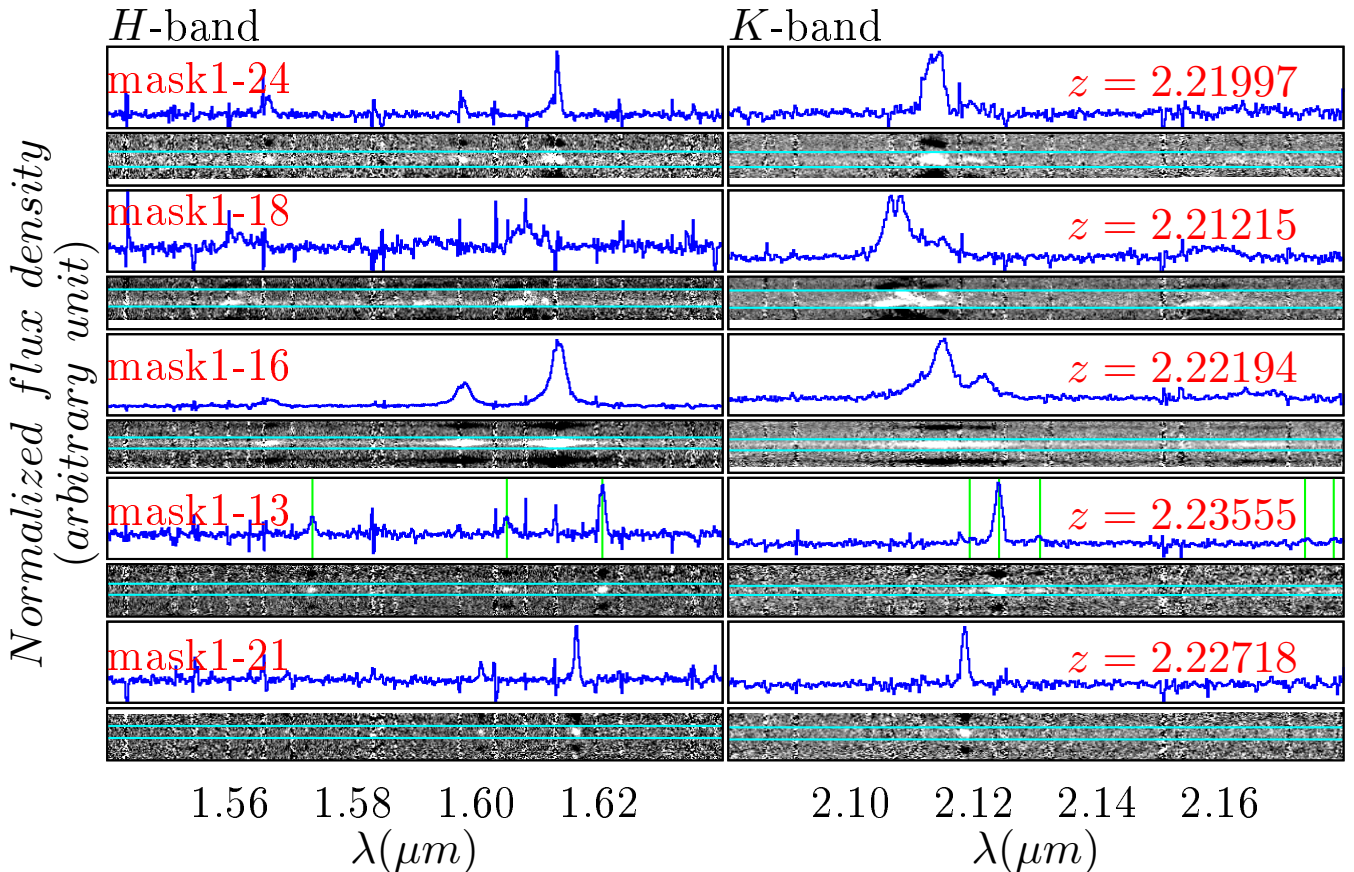 H-band K-band
mask1-24 z = 2.21997
mask1-18 z = 2.21215
mask1-16 z = 2.22194
mask1-13 z = 2.23555
mask1-21 z = 2.22718
Normalized flux density
(arbitrary unit)
1.56 1.58 1.60 1.62 2.10 2.12 2.14 2.16
λ(μm) λ(μm)